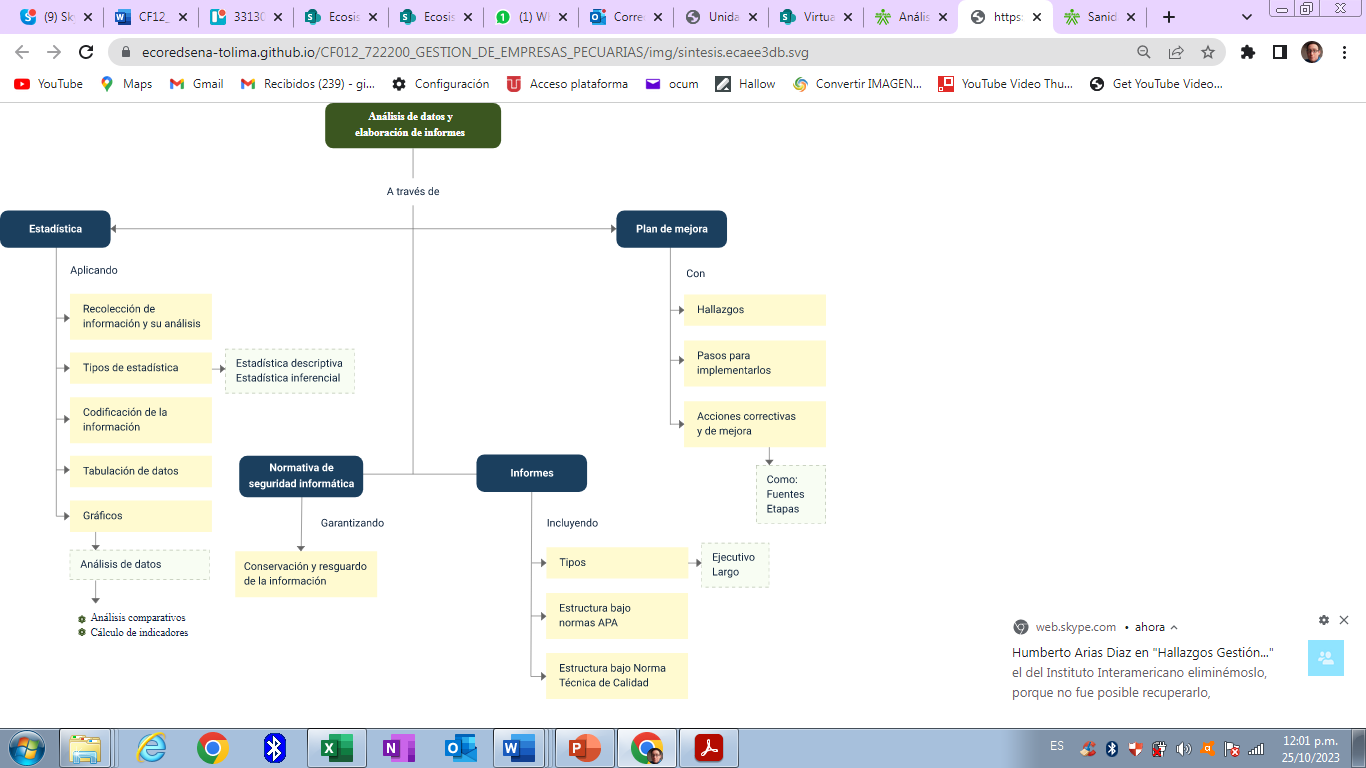 (9) Sk
CF12_
3313
Ecosis
Ecosis
(1) W
Corre
Unida
Virtua
Anális
https:
Sanid
ecoredsena-tolima.github.io/CF012_722200_GESTION_DE_EMPRESAS_PECUARIAS/img/sintesis.ecaee3db.svg
YouTube
Maps
Gmail
Recibidos (239) - gi...
Configuración
Acceso plataforma
ocum
Hallow
Convertir IMAGEN...
YouTube Video Thu...
Get YouTube Video...
Análisis de datos y
elaboración de informes
A través de
Estadística
Plan de mejora
Aplicando
Recolección de
información y su análisis
Tipos de estadística
Estadística descriptiva
Estadística inferencial
Codificación de la
información
Tabulación de datos
Gráficos
Análisis de datos
Análisis comparativos
Cálculo de indicadores
Normativa de
seguridad informática
Garantizando
Conservación y resguardo
de la información
Informes
Incluyendo
Tipos
Ejecutivo
Largo
Estructura bajo
normas APA
Estructura bajo Norma
Técnica de Calidad
Con
Hallazgos
Pasos para
implementarlos
Acciones correctivas
y de mejora
Como:
Fuentes
Etapas
web.skype.com • ahora
Humberto Arias Diaz en "Hallazgos Gestión..."
el del Instituto Interamericano eliminémoslo,
porque no fue posible recuperarlo,
ES
12:01 p.m.
25/10/2023